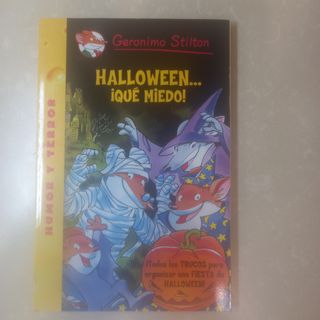 Geronimo Stilton
HALLOWEEN...
¡QUÉ MIEDO!
HUMOR Y TERROR
¡Todos los TRUCOS para
organizar una FIESTA de
HALLOWEEN!